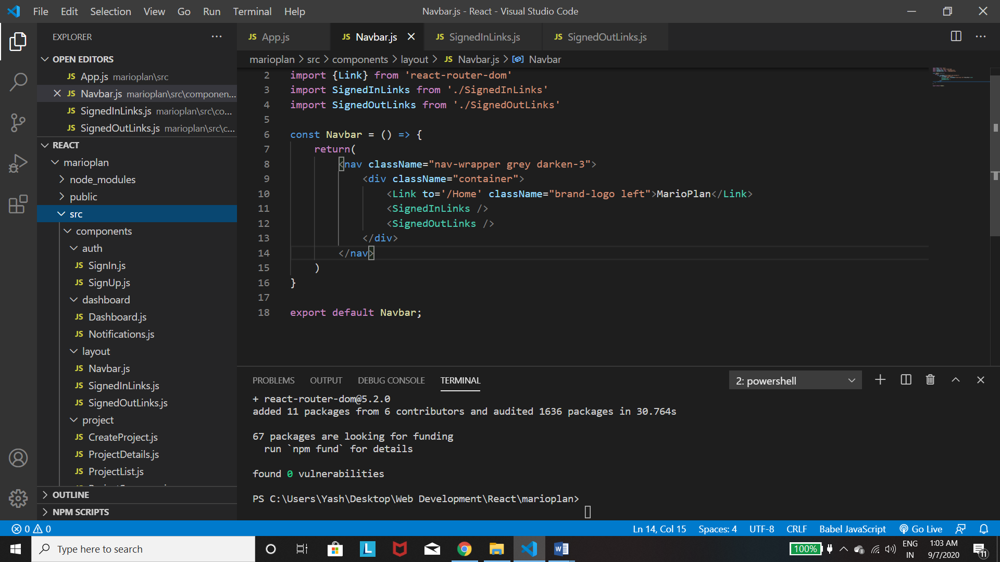 File Edit Selection View Go Run Terminal Help
Navbar.js - React - Visual Studio Code
EXPLORER
OPEN EDITORS
JS App.js marioplan\src
JS Navbar.js marioplan\src\componen...
JS SignedInLinks.js marioplan\src\co...
JS SignedOutLinks.js marioplan\src\c...
REACT
marioplan
node_modules
public
src
components
auth
JS SignIn.js
JS SignUp.js
dashboard
JS Dashboard.js
JS Notifications.js
layout
JS Navbar.js
JS SignedInLinks.js
JS SignedOutLinks.js
project
JS CreateProject.js
JS ProjectDetails.js
JS ProjectList.js
OUTLINE
NPM SCRIPTS
JS App.js JS Navbar.js JS SignedInLinks.js JS SignedOutLinks.js
marioplan > src > components > layout > JS Navbar.js > Navbar
2 import {Link} from 'react-router-dom'
3 import SignedInLinks from './SignedInLinks'
4 import SignedOutLinks from './SignedOutLinks'
5
6 const Navbar = () => {
7 return(
8 <nav className="nav-wrapper grey darken-3">
9 <div className="container">
10 <Link to='/Home' className="brand-logo left">MarioPlan</Link>
11 <SignedInLinks />
12 <SignedOutLinks />
13 </div>
14 </nav>
15 )
16 }
17
18 export default Navbar;
PROBLEMS OUTPUT DEBUG CONSOLE TERMINAL
2: powershell
+ react-router-dom@5.2.0
added 11 packages from 6 contributors and audited 1636 packages in 30.764s
67 packages are looking for funding
run `npm fund` for details
found 0 vulnerabilities
PS C:\Users\Yash\Desktop\Web Development\React\marioplan>
0 0
Ln 14, Col 15 Spaces: 4 UTF-8 CRLF Babel JavaScript Go Live
Type here to search
L
W
100%
ENG
IN
1:03 AM
9/7/2020
11